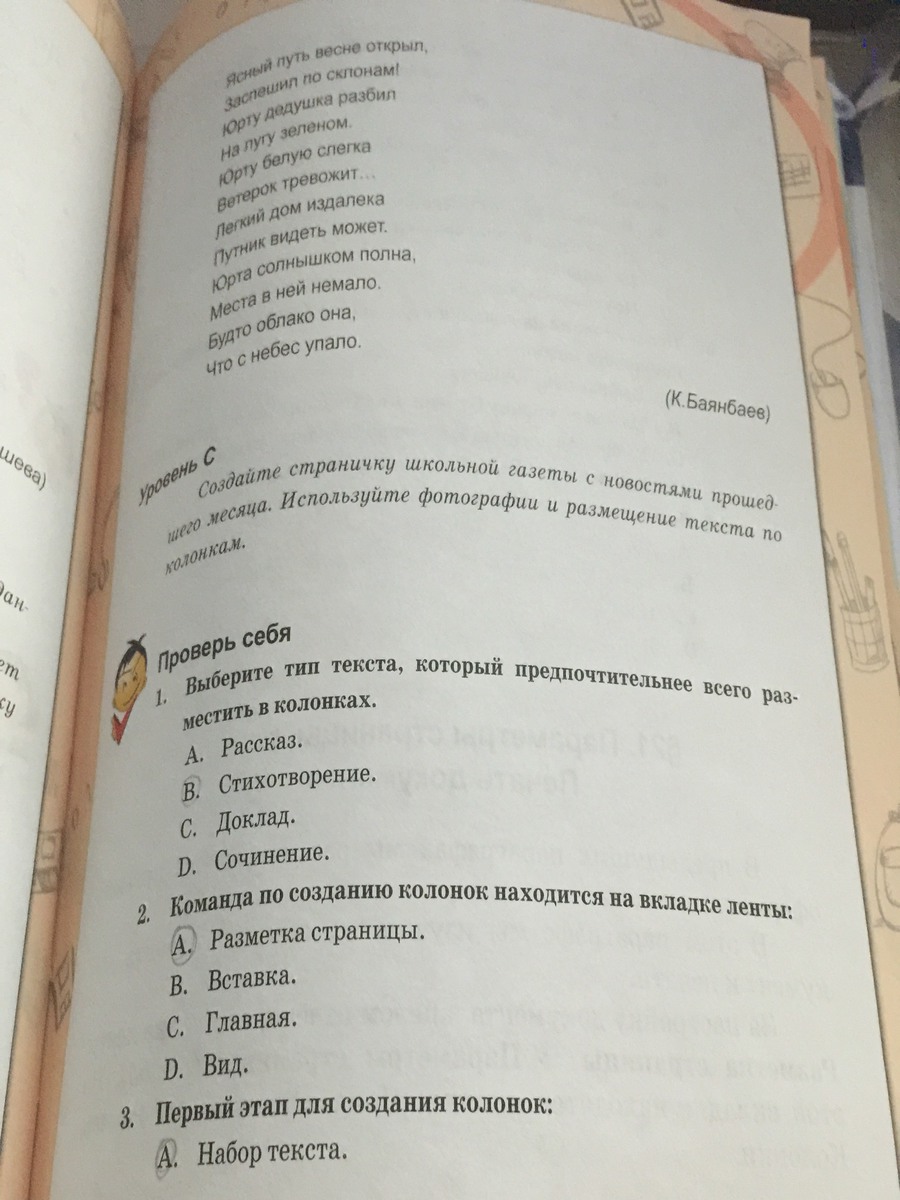 Ясный путь весне открыл,
Заспешил по склонам!
Юрту дедушка разбил
На лугу зеленом.
Юрту белую слегка
Ветерок тревожит...
Легкий дом издалека
Путник видеть может.
Юрта солнышком полна,
Места в ней немало.
Будто облако она,
Что с небес упало.
(К.Баянбаев)
уровень С
Создайте страничку школьной газеты с новостями прошед-
шего месяца. Используйте фотографии и размещение текста по
колонкам.
шева)
Проверь себя
1. Выберите тип текста, который предпочтительнее всего раз-
местить в колонках.
A. Рассказ.
B. Стихотворение.
C. Доклад.
D. Сочинение.
2. Команда по созданию колонок находится на вкладке ленты:
A. Разметка страницы.
B. Вставка.
C. Главная.
D. Вид.
3. Первый этап для создания колонок:
A. Набор текста.